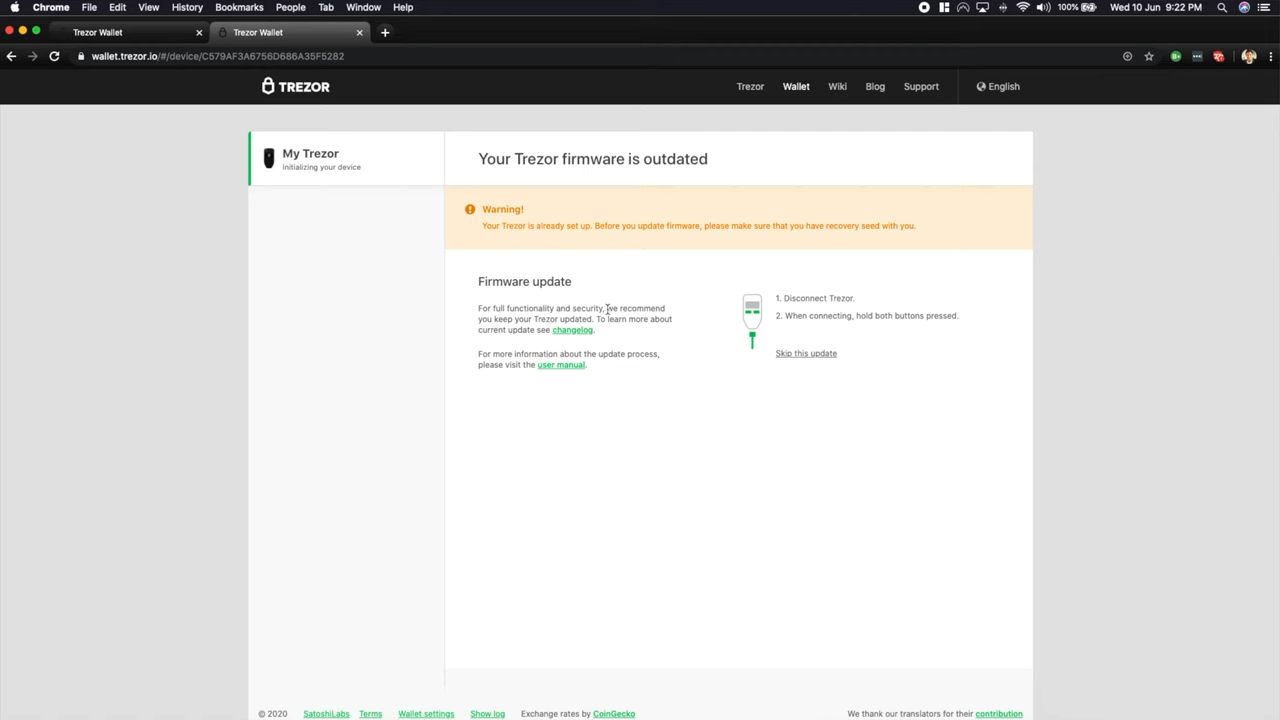 Chrome File Edit View History Bookmarks People Tab Window Help 100% Wed 10 Jun 9:22 PM
Trezor Wallet Trezor Wallet
wallet.trezor.io/#/device/C579AF3A6756D686A35F5282
TREZOR Trezor Wallet Wiki Blog Support English
My Trezor
Initializing your device
Your Trezor firmware is outdated
Warning!
Your Trezor is already set up. Before you update firmware, please make sure that you have recovery seed with you.
Firmware update
For full functionality and security, we recommend
you keep your Trezor updated. To learn more about
current update see changelog.
For more information about the update process,
please visit the user manual.
1. Disconnect Trezor.
2. When connecting, hold both buttons pressed.
Skip this update
© 2020 SatoshiLabs Terms Wallet settings Show log Exchange rates by CoinGecko We thank our translators for their contribution